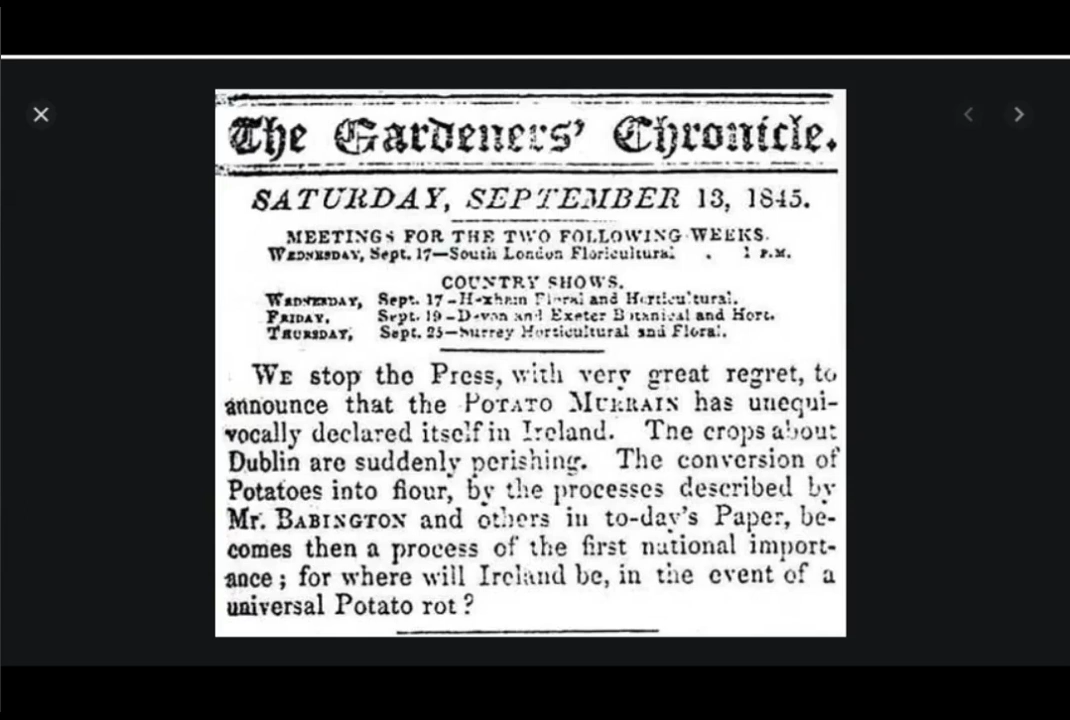 The Gardeners' Chronicle.
SATURDAY, SEPTEMBER 13, 1845.
MEETINGS FOR THE TWO FOLLOWING WEEKS.
WEDNESDAY, Sept. 17—South London Floricultural . 1 P.M.
COUNTRY SHOWS.
WEDNESDAY, Sept. 17—Hexham Floral and Horticultural.
FRIDAY, Sept. 19—Devon and Exeter Botanical and Hort.
THURSDAY, Sept. 25—Surrey Horticultural and Floral.
WE stop the Press, with very great regret, to
announce that the POTATO MURRAIN has unequi-
vocally declared itself in Ireland. The crops about
Dublin are suddenly perishing. The conversion of
Potatoes into flour, by the processes described by
Mr. BABINGTON and others in to-day's Paper, be-
comes then a process of the first national import-
ance; for where will Ireland be, in the event of a
universal Potato rot?